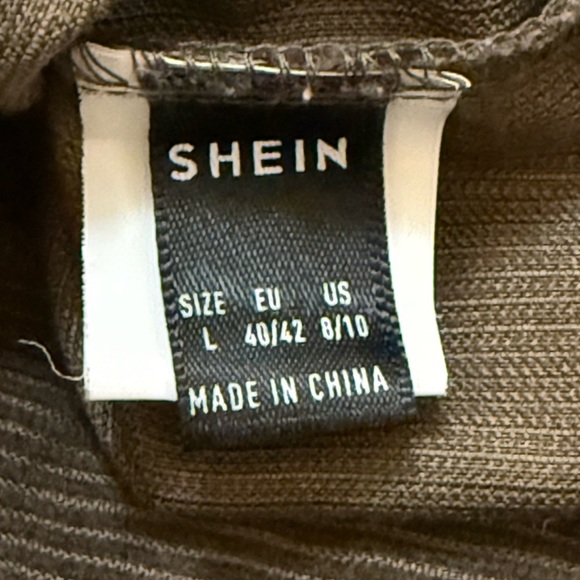 SHEIN
SIZE EU US
L 40/42 8/10
MADE IN CHINA